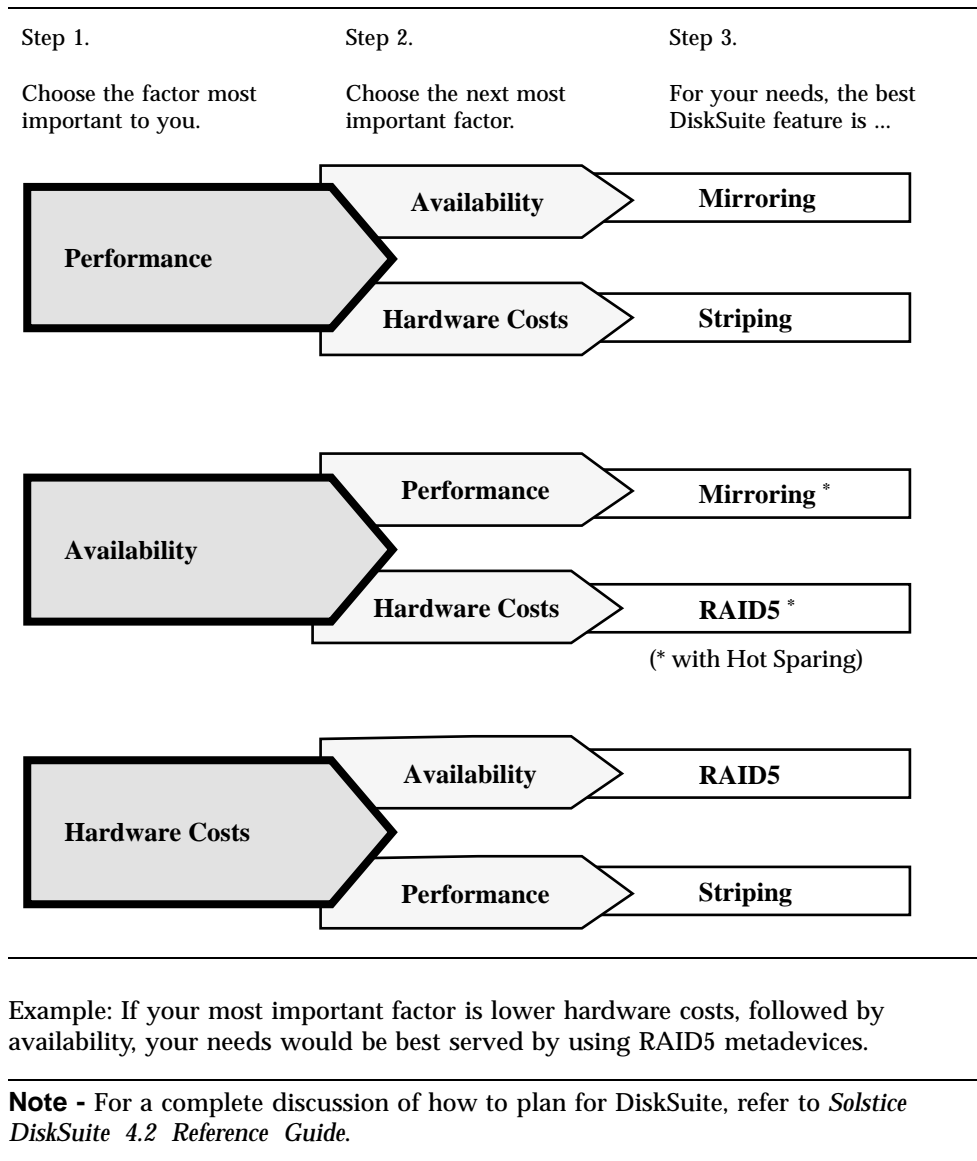 Step 1.
Step 2.
Step 3.
Choose the factor most
important to you.
Choose the next most
important factor.
For your needs, the best
DiskSuite feature is ...
Performance
Availability
Mirroring
Hardware Costs
Striping
Availability
Performance
Mirroring *
Hardware Costs
RAID5 *
(* with Hot Sparing)
Hardware Costs
Availability
RAID5
Performance
Striping
Example: If your most important factor is lower hardware costs, followed by
availability, your needs would be best served by using RAID5 metadevices.
Note - For a complete discussion of how to plan for DiskSuite, refer to Solstice
DiskSuite 4.2 Reference Guide.